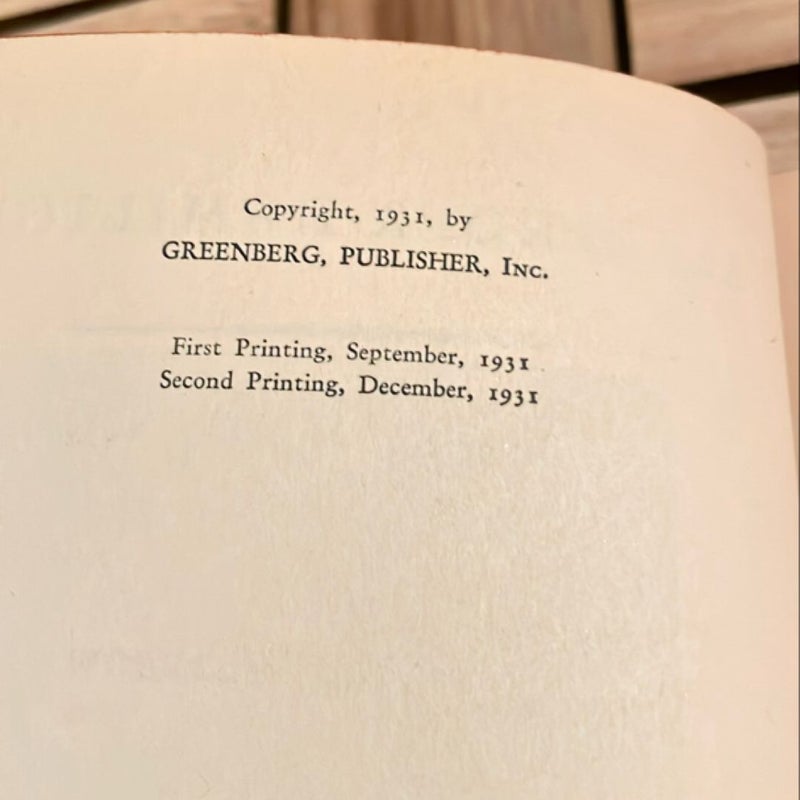 Copyright, 1931, by
GREENBERG, PUBLISHER, INC.
First Printing, September, 1931
Second Printing, December, 1931